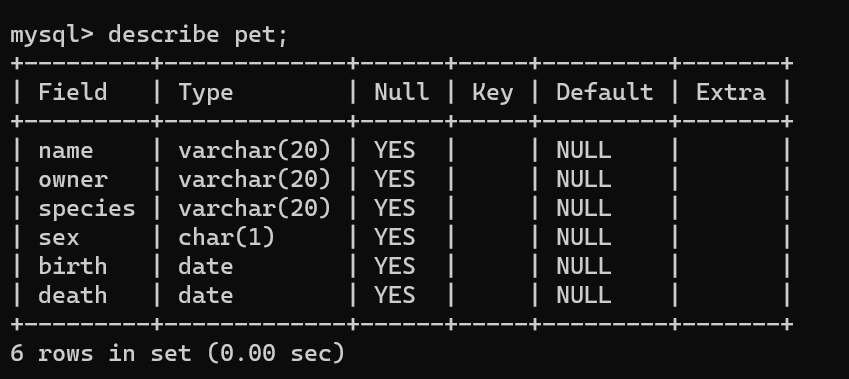 mysql> describe pet;
+---------+-------------+------+-----+---------+-------+
| Field   | Type        | Null | Key | Default | Extra |
+---------+-------------+------+-----+---------+-------+
| name    | varchar(20) | YES  |     | NULL    |       |
| owner   | varchar(20) | YES  |     | NULL    |       |
| species | varchar(20) | YES  |     | NULL    |       |
| sex     | char(1)     | YES  |     | NULL    |       |
| birth   | date        | YES  |     | NULL    |       |
| death   | date        | YES  |     | NULL    |       |
+---------+-------------+------+-----+---------+-------+
6 rows in set (0.00 sec)